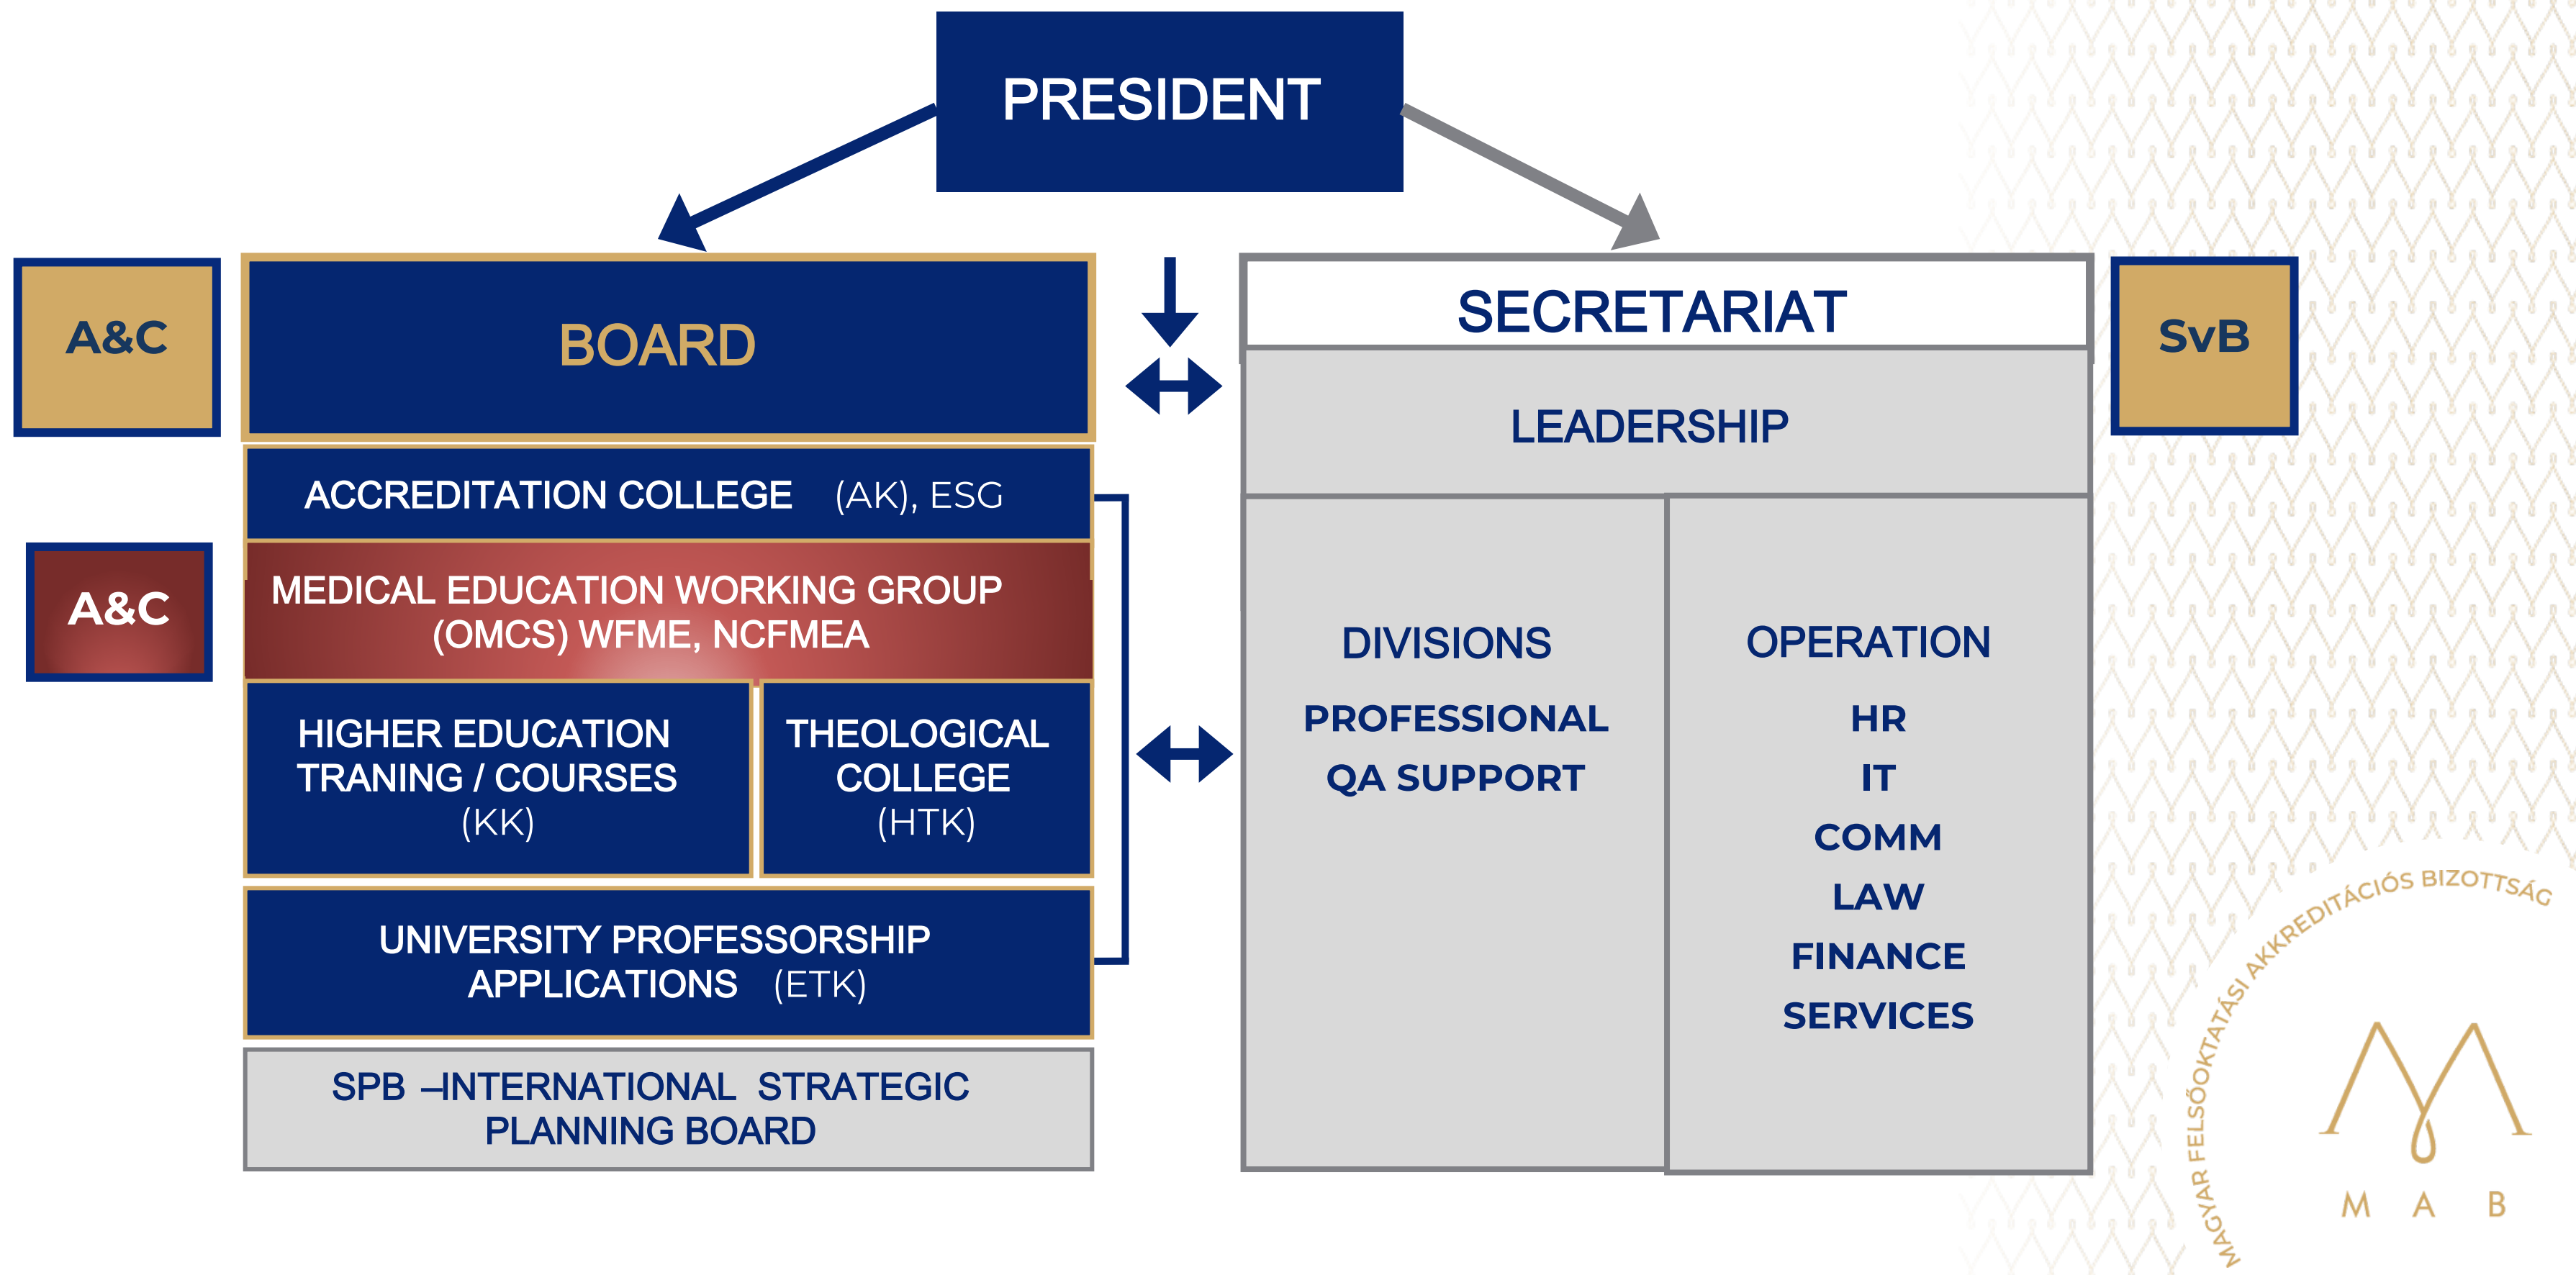 PRESIDENT
A&C
BOARD
SECRETARIAT
SvB
LEADERSHIP
ACCREDITATION COLLEGE (AK), ESG
A&C
MEDICAL EDUCATION WORKING GROUP
(OMCS) WFME, NCFMEA
HIGHER EDUCATION
TRANING / COURSES
(KK)
THEOLOGICAL
COLLEGE
(HTK)
UNIVERSITY PROFESSORSHIP
APPLICATIONS (ETK)
SPB –INTERNATIONAL STRATEGIC
PLANNING BOARD
DIVISIONS
PROFESSIONAL
QA SUPPORT
OPERATION
HR
IT
COMM
LAW
FINANCE
SERVICES
MAGYAR FELSŐOKTATÁSI AKKREDITÁCIÓS BIZOTTSÁG
M A B